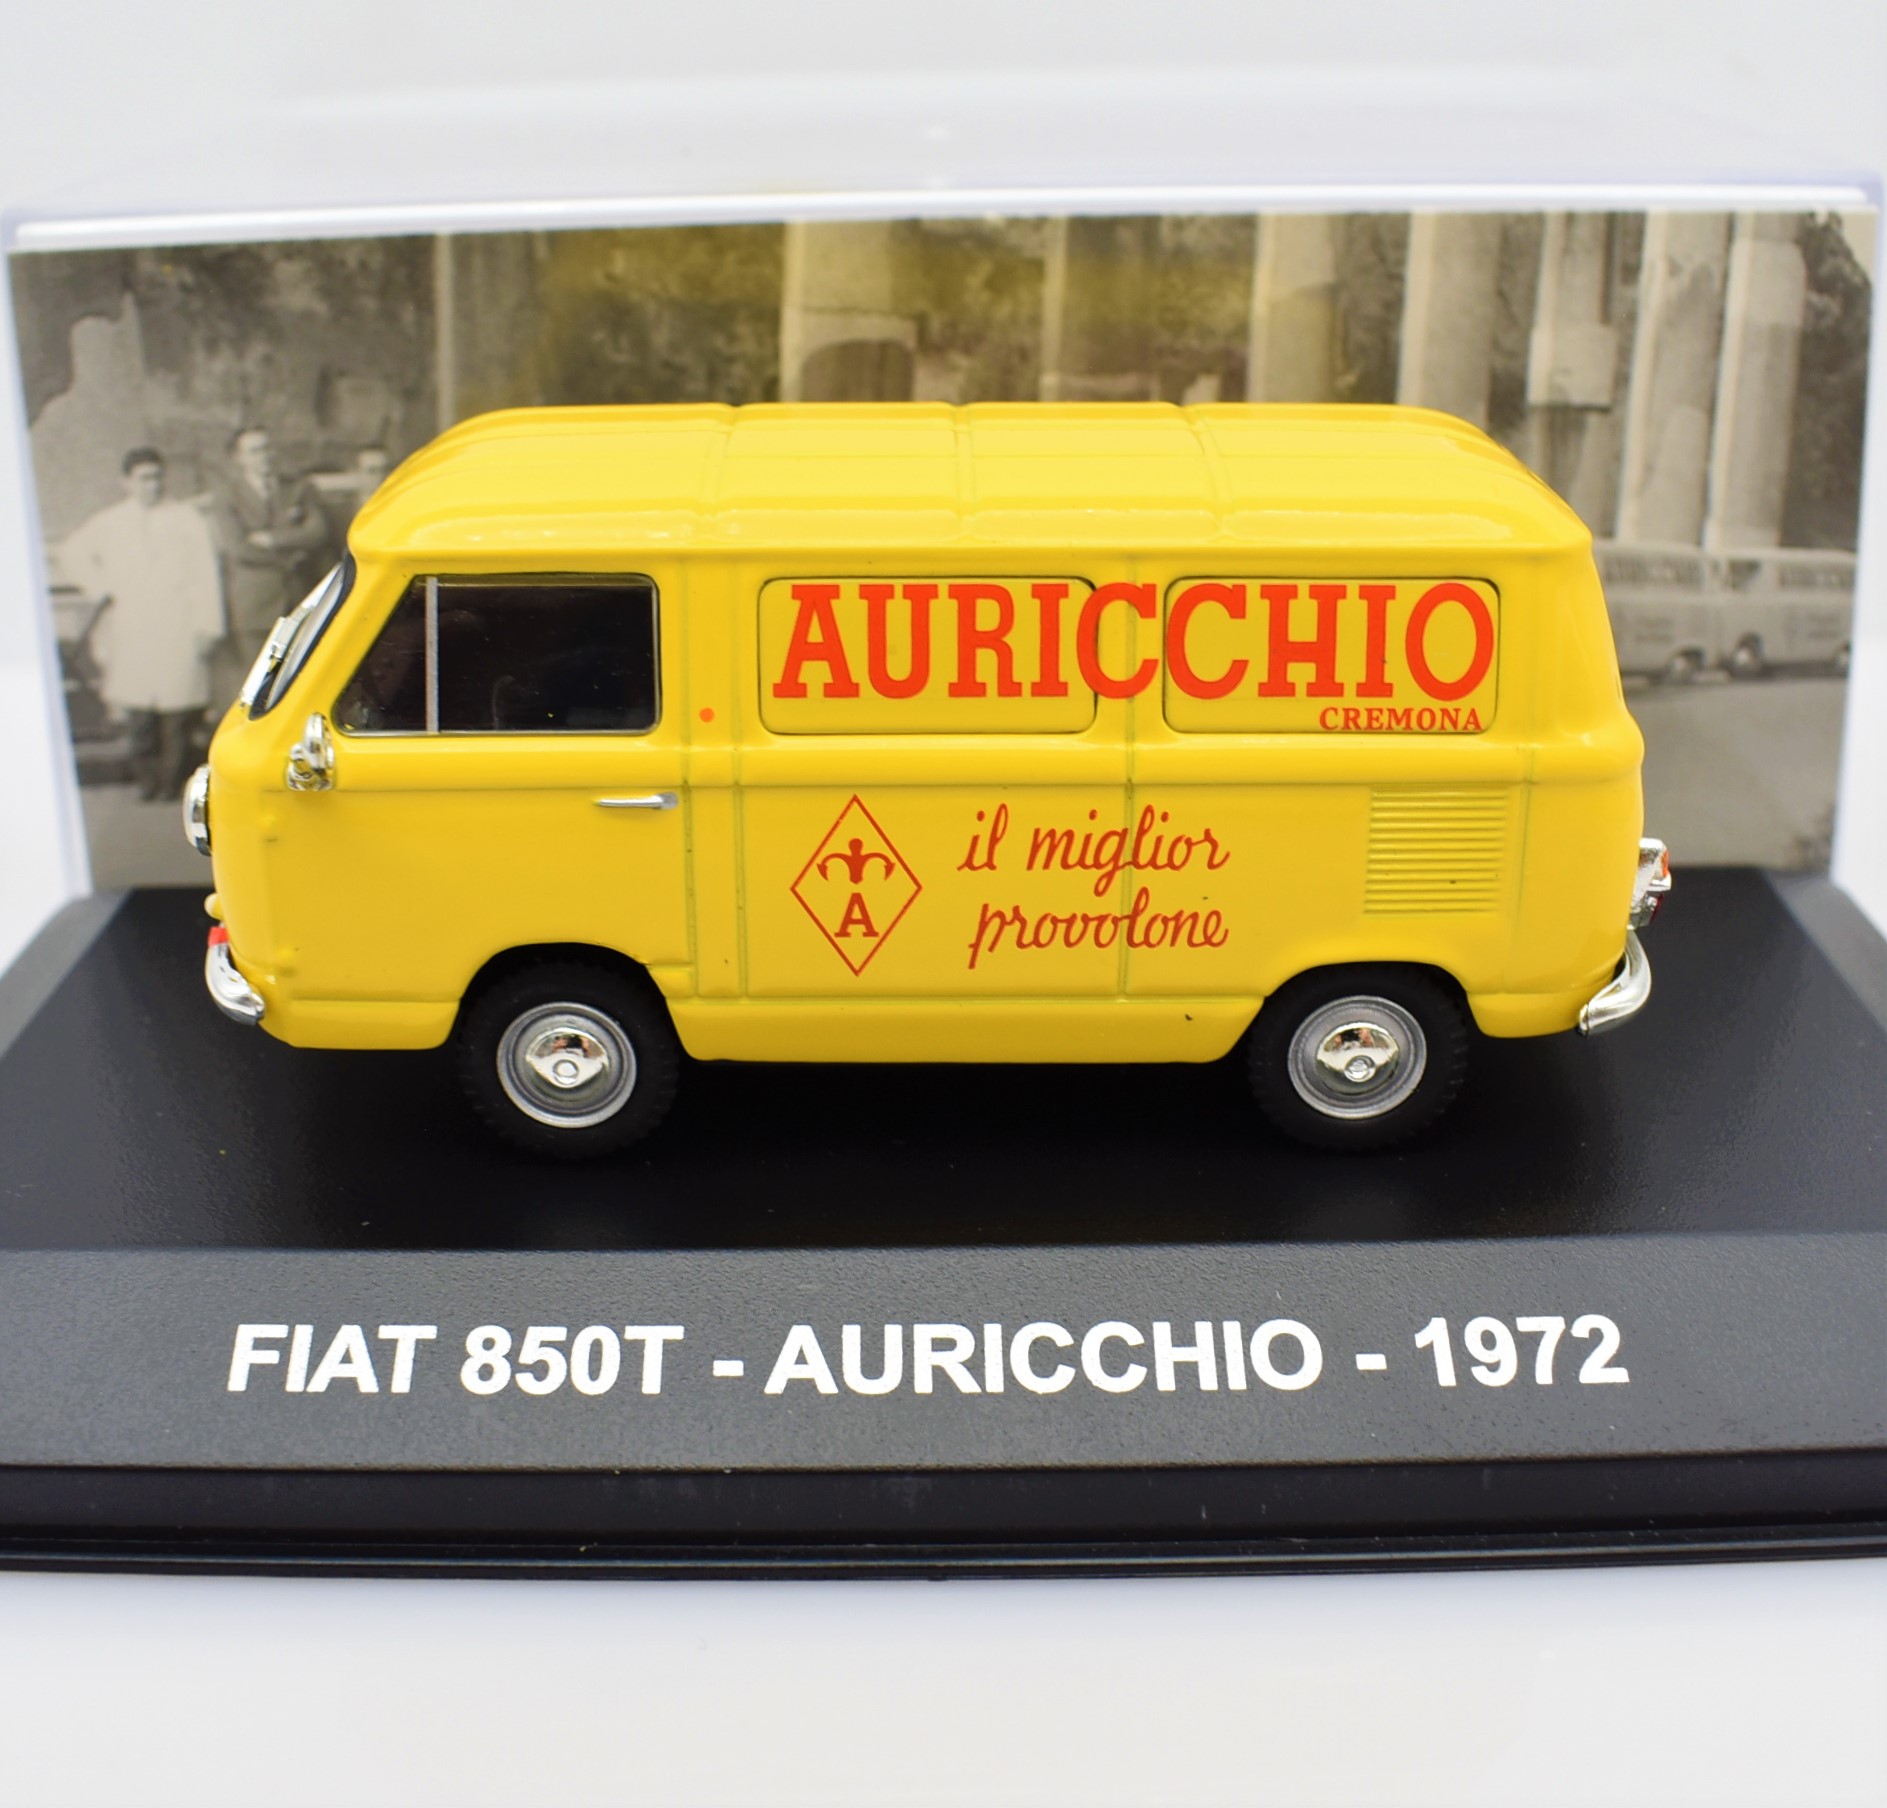 AURICCHIO
CREMONA
A
il miglior
provolone
FIAT 850T - AURICCHIO - 1972